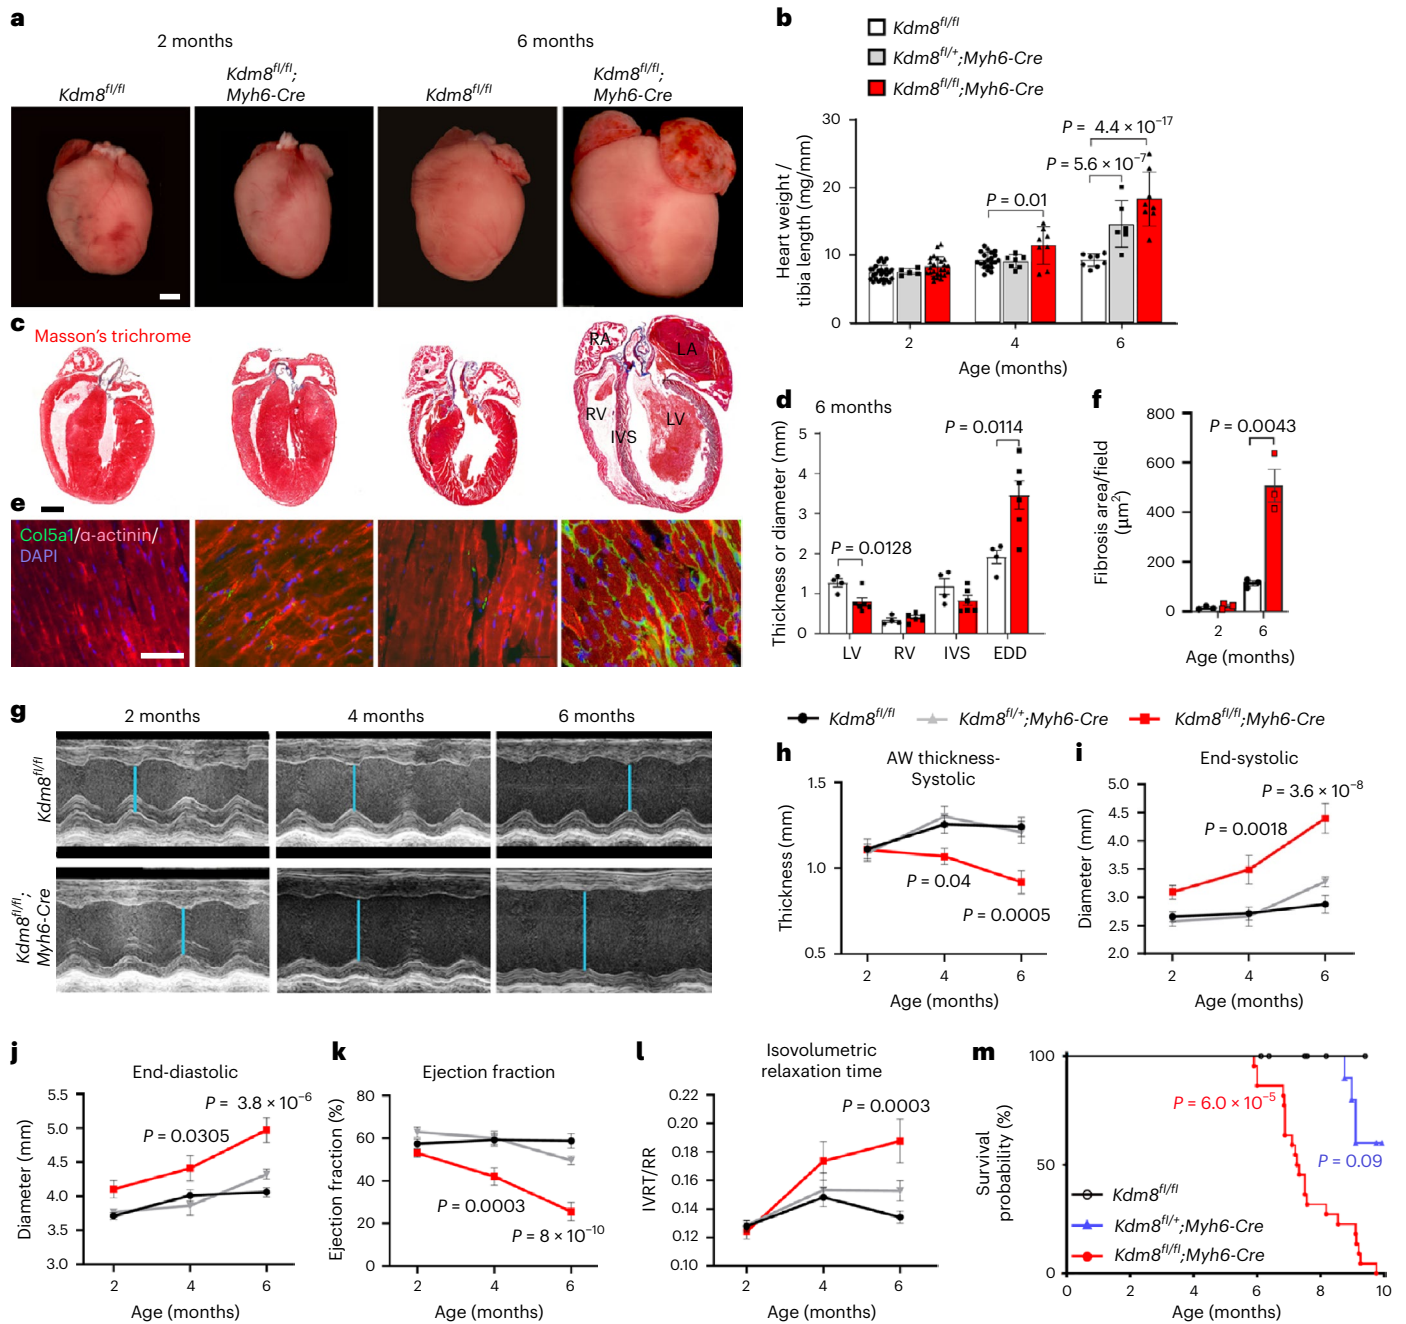 a
2 months
6 months
Kdm8fl/fl
Kdm8fl/fl;
Myh6-Cre
Kdm8fl/fl
Kdm8fl/fl;
Myh6-Cre
b
Kdm8fl/fl
Kdm8fl/+;Myh6-Cre
Kdm8fl/fl;Myh6-Cre
Heart weight /
tibia length (mg/mm)
30
20
10
0
P = 0.01
P = 5.6 × 10−7
P = 4.4 × 10−17
2
4
6
Age (months)
c
Masson's trichrome
RA
LA
RV
LV
IVS
d
6 months
Thickness or diameter (mm)
5
4
3
2
1
0
P = 0.0128
P = 0.0114
LV
RV
IVS
EDD
e
Col5a1/α-actinin/
DAPI
f
Fibrosis area/field
(μm2)
800
600
400
200
0
P = 0.0043
2
6
Age (months)
g
2 months
4 months
6 months
Kdm8fl/fl
Kdm8fl/fl;
Myh6-Cre
Kdm8fl/fl
Kdm8fl/+;Myh6-Cre
Kdm8fl/fl;Myh6-Cre
h
AW thickness-
Systolic
Thickness (mm)
1.5
1.0
0.5
P = 0.04
P = 0.0005
2
4
6
Age (months)
i
End-systolic
Diameter (mm)
5.0
4.5
4.0
3.5
3.0
2.5
2.0
P = 3.6 × 10−8
P = 0.0018
2
4
6
Age (months)
j
End-diastolic
Diameter (mm)
5.5
5.0
4.5
4.0
3.5
3.0
P = 3.8 × 10−6
P = 0.0305
2
4
6
Age (months)
k
Ejection fraction
Ejection fraction (%)
80
60
40
20
0
P = 0.0003
P = 8 × 10−10
2
4
6
Age (months)
l
Isovolumetric
relaxation time
IVRT/RR
0.22
0.20
0.18
0.16
0.14
0.12
0.10
P = 0.0003
2
4
6
Age (months)
m
Survival
probability (%)
100
50
0
P = 6.0 × 10−5
P = 0.09
Kdm8fl/fl
Kdm8fl/+;Myh6-Cre
Kdm8fl/fl;Myh6-Cre
0
2
4
6
8
10
Age (months)